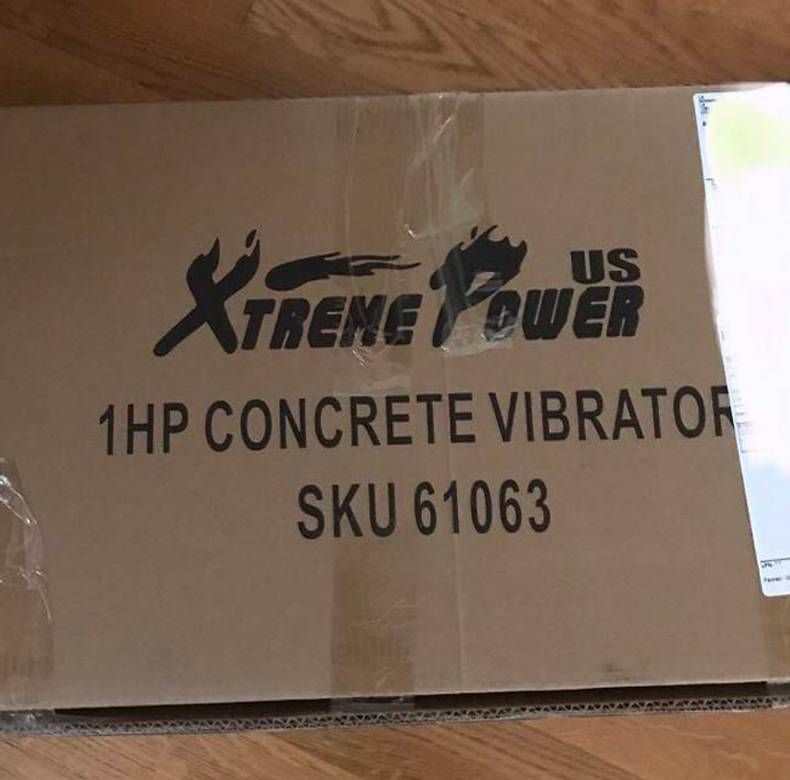 XTREME POWER US
1HP CONCRETE VIBRATOR
SKU 61063